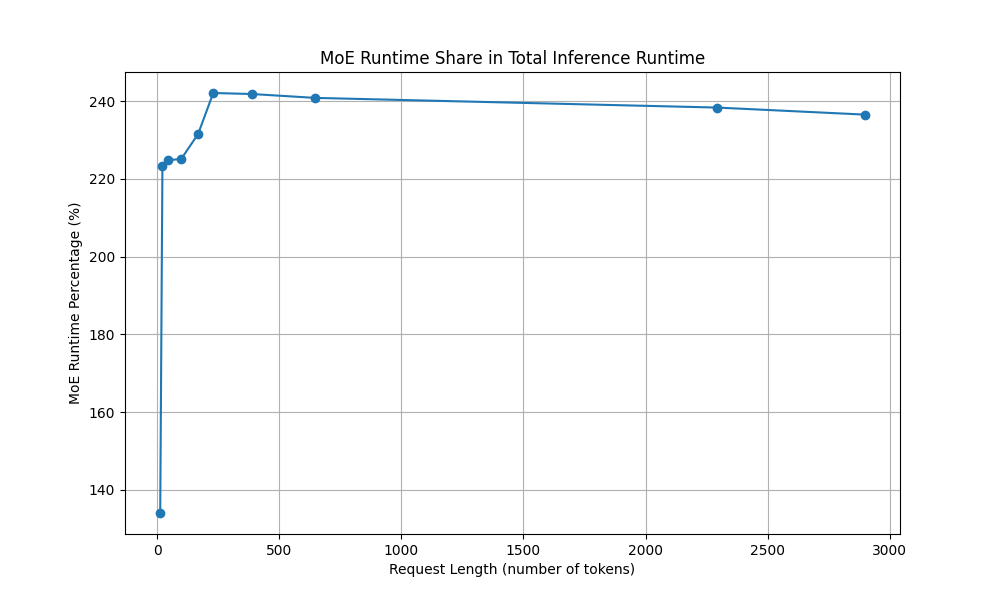 MoE Runtime Share in Total Inference Runtime
MoE Runtime Percentage (%)
240
220
200
180
160
140
0 500 1000 1500 2000 2500 3000
Request Length (number of tokens)